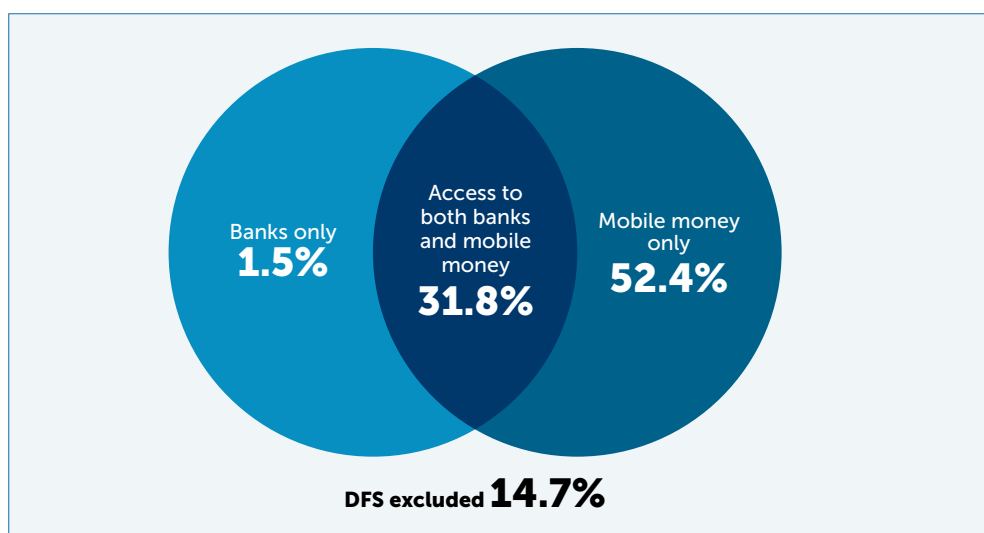 Banks only
1.5%
Access to
both banks
and mobile
money
31.8%
Mobile money
only
52.4%
DFS excluded 14.7%